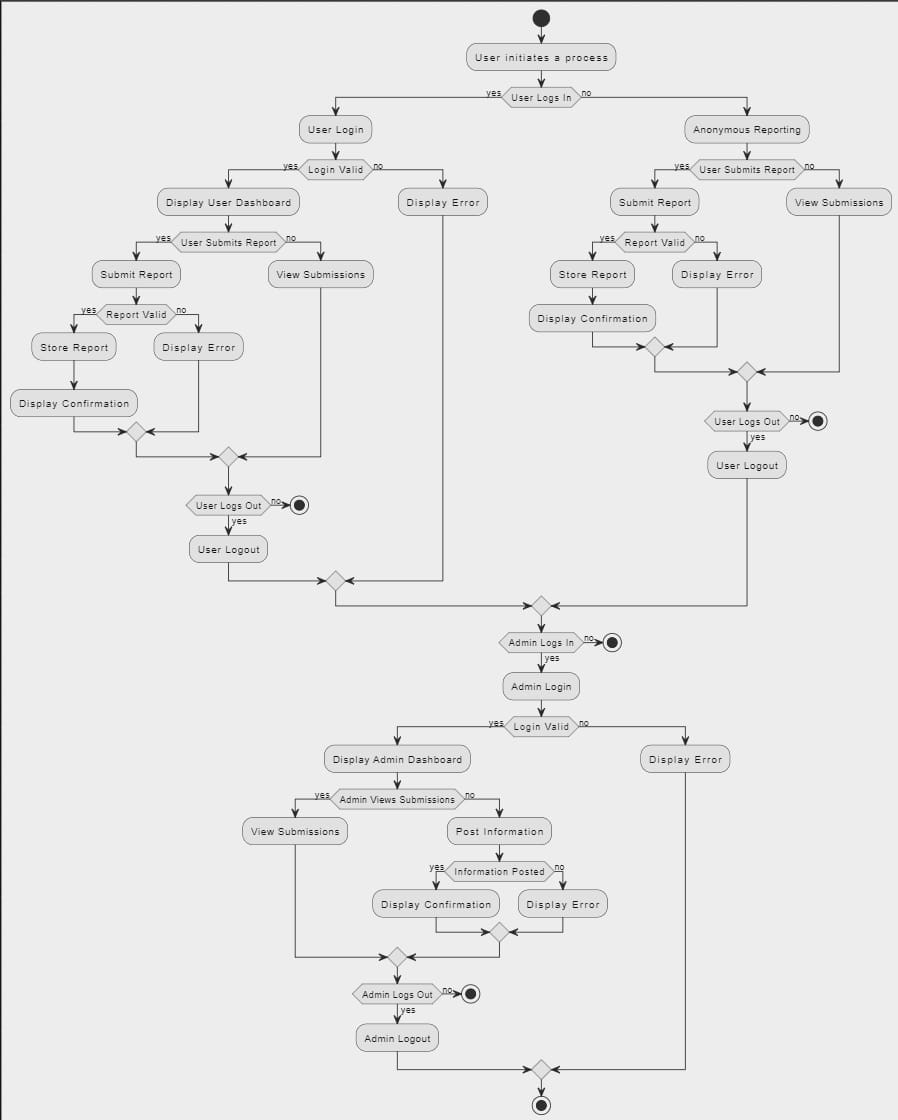 User initiates a process
yes User Logs In no
User Login
Anonymous Reporting
yes Login Valid no
yes User Submits Report no
Display User Dashboard
Display Error
Submit Report
View Submissions
yes User Submits Report no
yes Report Valid no
Submit Report
View Submissions
Store Report
Display Error
yes Report Valid no
Display Confirmation
Store Report
Display Error
Display Confirmation
User Logs Out no
yes
User Logout
User Logs Out no
yes
User Logout
Admin Logs In no
yes
Admin Login
yes Login Valid no
Display Admin Dashboard
Display Error
yes Admin Views Submissions no
View Submissions
Post Information
yes Information Posted no
Display Confirmation
Display Error
Admin Logs Out no
yes
Admin Logout